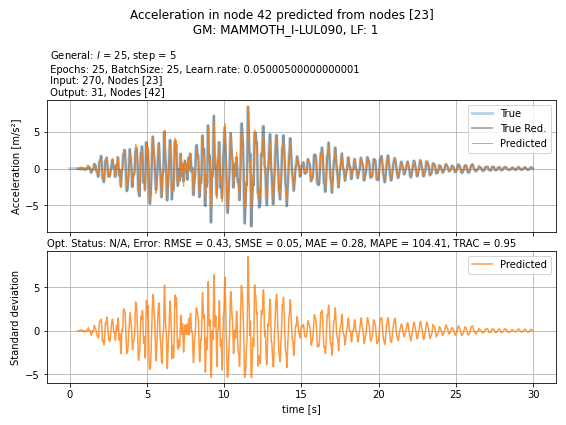 Acceleration in node 42 predicted from nodes [23]
GM: MAMMOTH_I-LUL090, LF: 1
General: l = 25, step = 5
Epochs: 25, BatchSize: 25, Learn.rate: 0.05000500000000001
Input: 270, Nodes [23]
Output: 31, Nodes [42]
Acceleration [m/s²]
5
0
−5
True
True Red.
Predicted
Opt. Status: N/A, Error: RMSE = 0.43, SMSE = 0.05, MAE = 0.28, MAPE = 104.41, TRAC = 0.95
Standard deviation
5
0
−5
Predicted
0 5 10 15 20 25 30
time [s]